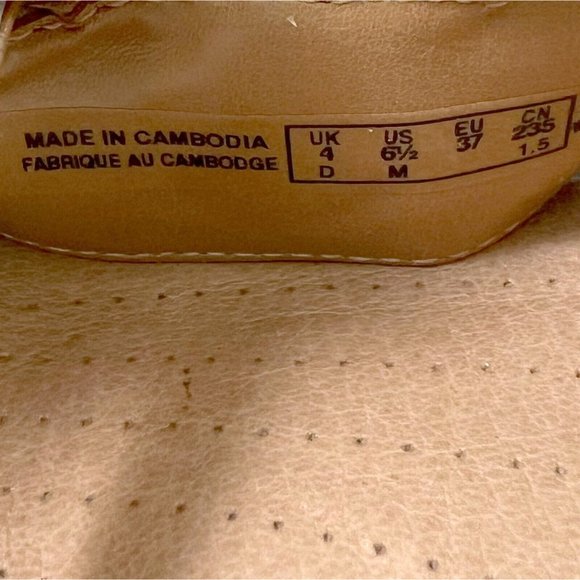 MADE IN CAMBODIA
FABRIQUE AU CAMBODGE
UK US EU CN
4 6½ 37 235
D M 1.5